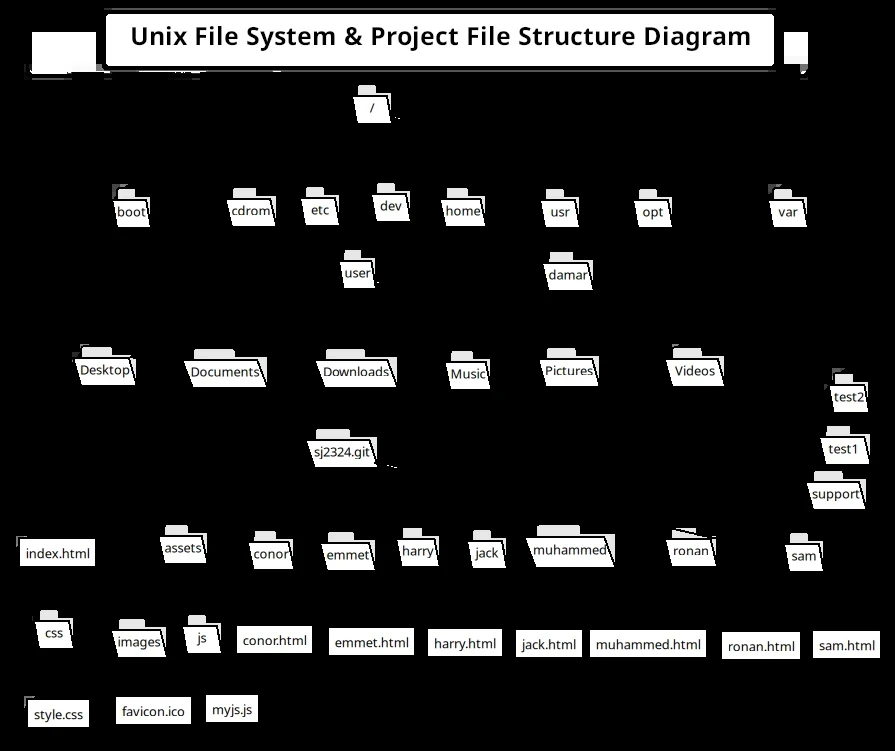 Unix File System & Project File Structure Diagram
/
boot cdrom etc dev home usr opt var
user damar
Desktop Documents Downloads Music Pictures Videos
test2
sj2324.git test1
support
index.html assets conor emmet harry jack muhammed ronan sam
css images js conor.html emmet.html harry.html jack.html muhammed.html ronan.html sam.html
style.css favicon.ico myjs.js